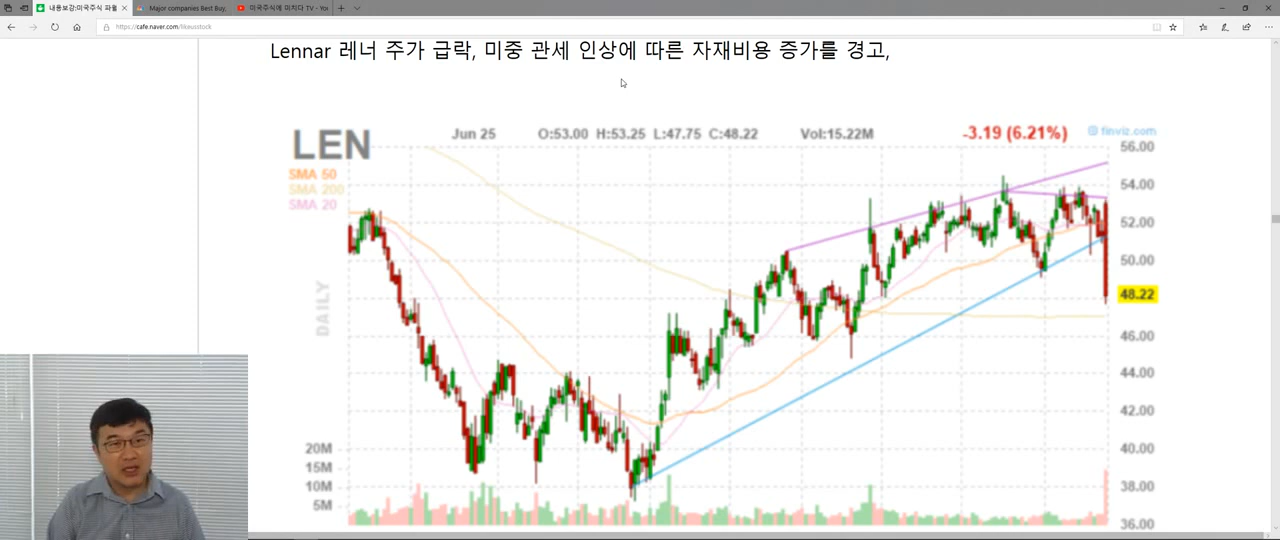 내용보강:미국주식 파월
Major companies Best Buy,
미국주식에 미치다 TV - Yo
https://cafe.naver.com/likeusstock
Lennar 레너 주가 급락, 미중 관세 인상에 따른 자재비용 증가를 경고,
LEN Jun 25 O:53.00 H:53.25 L:47.75 C:48.22 Vol:15.22M -3.19 (6.21%) finviz.com
SMA 50
SMA 200
SMA 20
DAILY
56.00
54.00
52.00
50.00
48.22
46.00
44.00
42.00
40.00
38.00
36.00
20M
15M
10M
5M